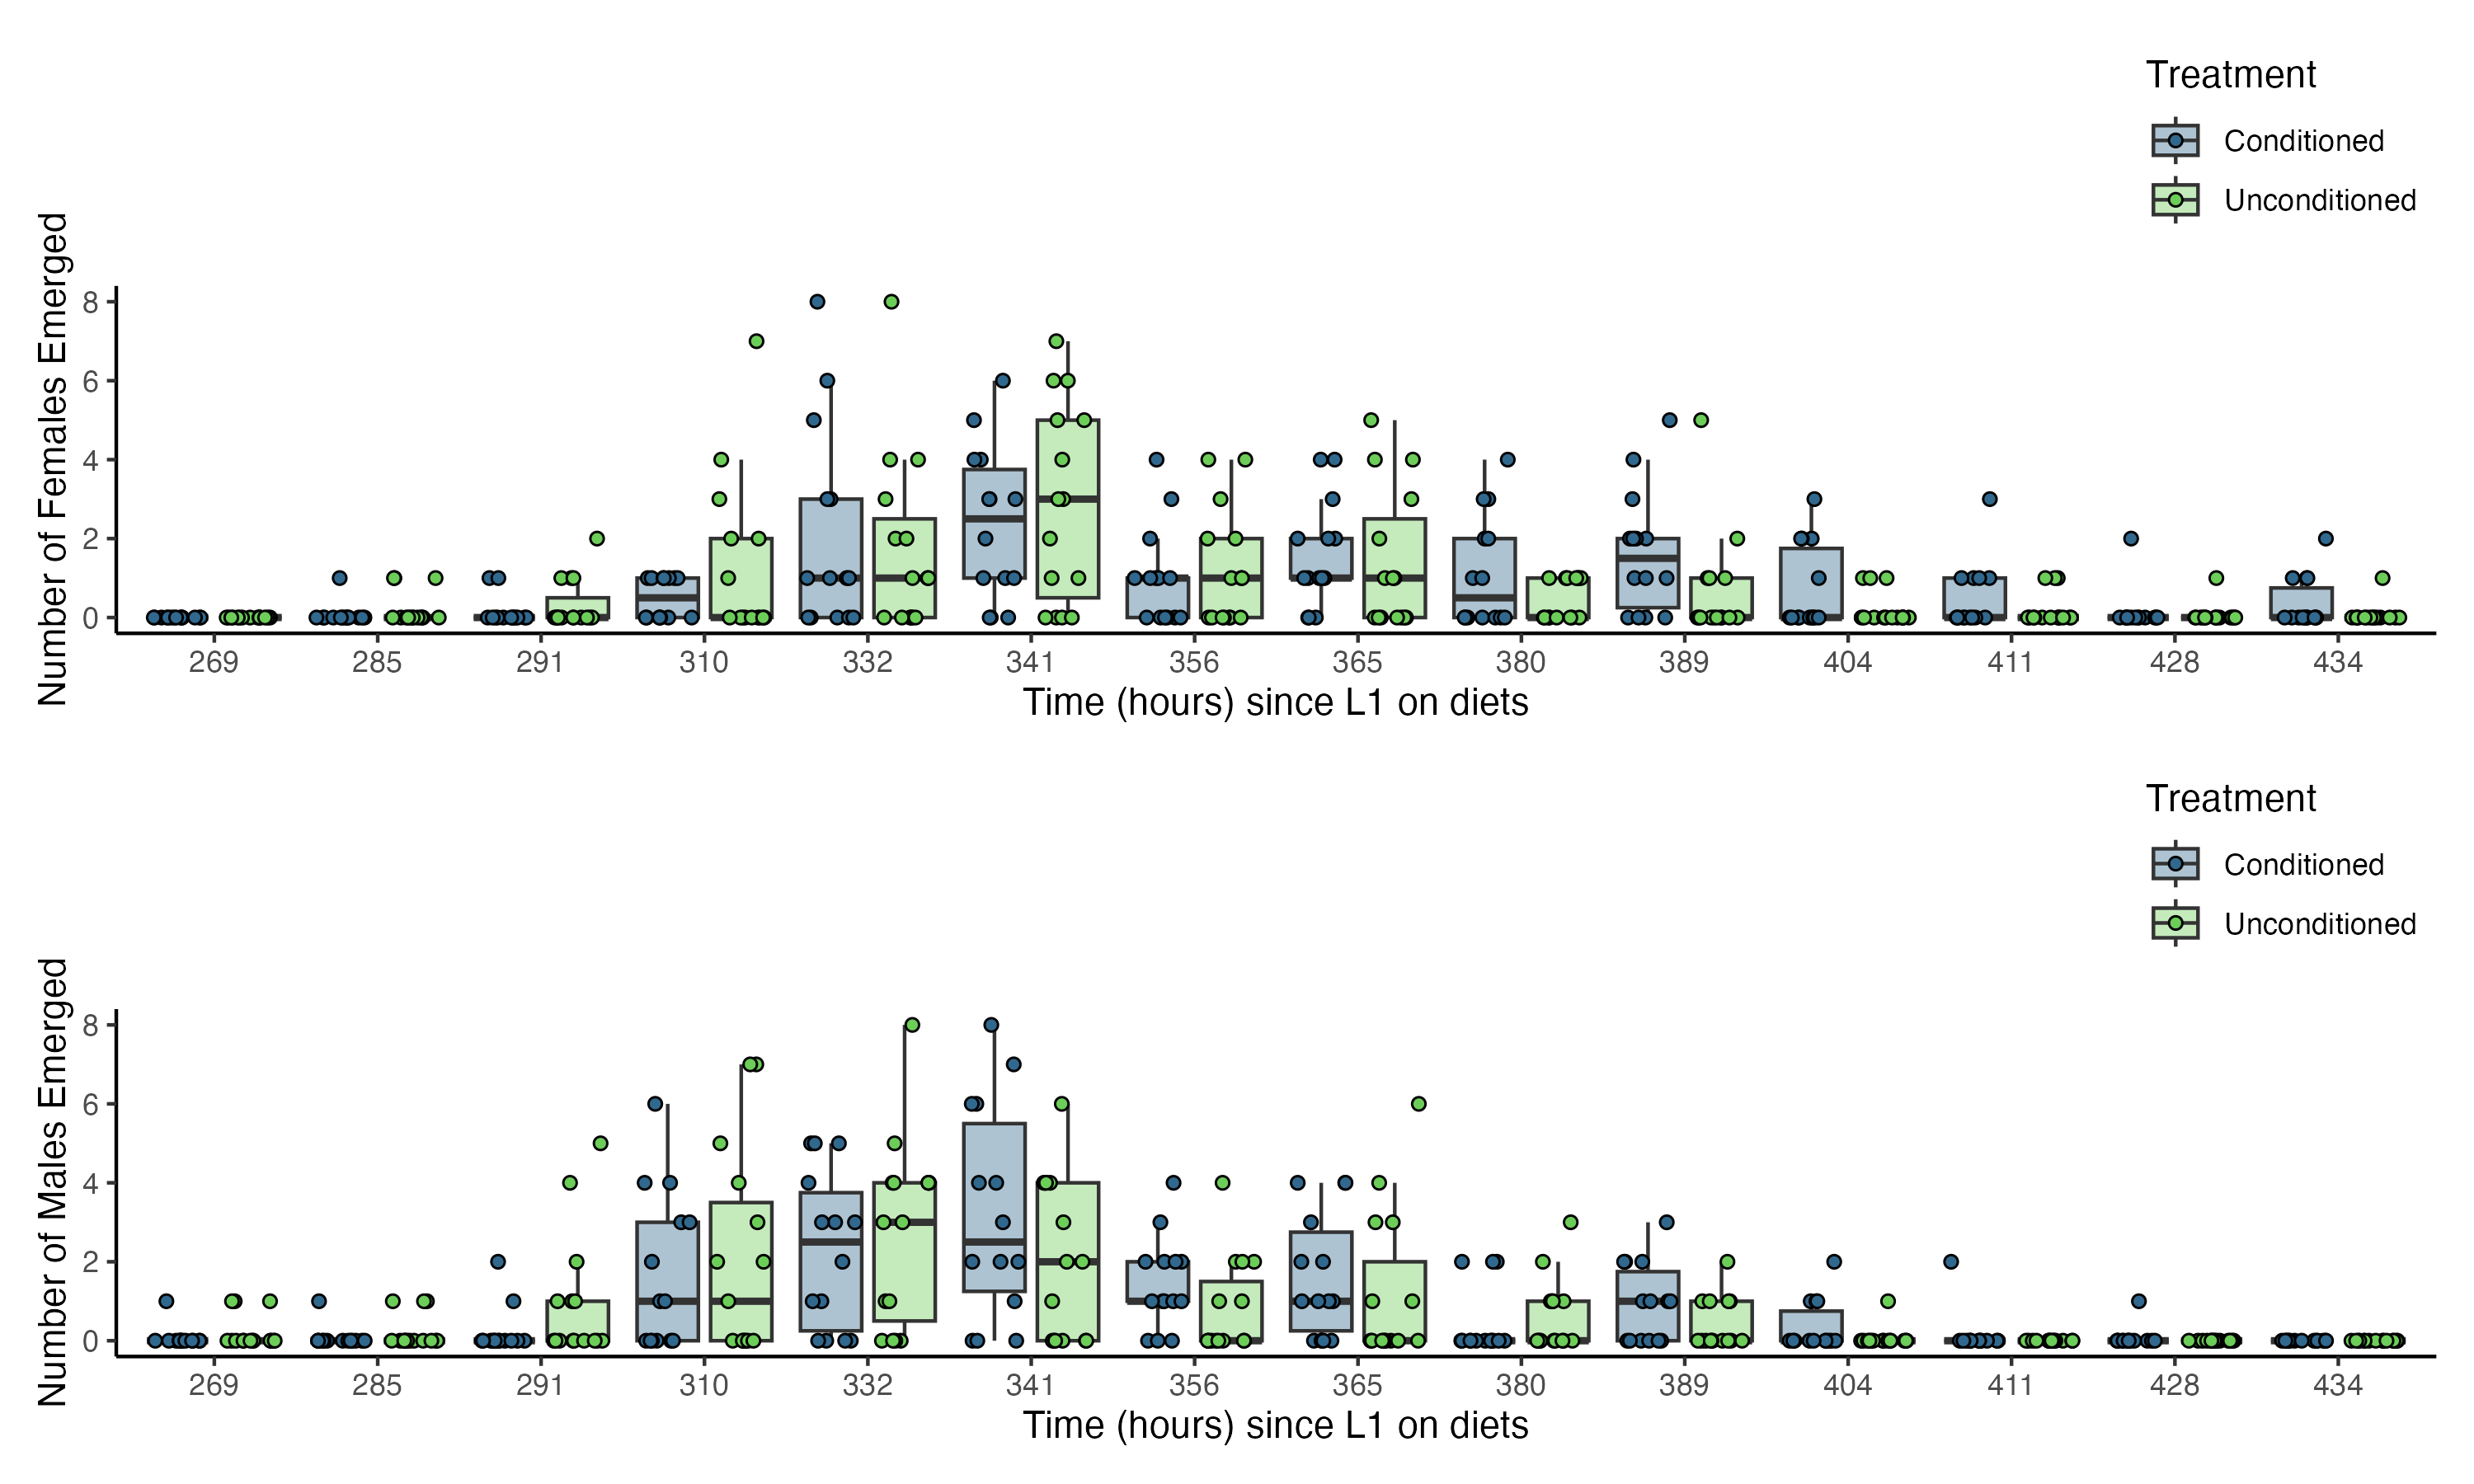 Treatment
Conditioned
Unconditioned
Number of Females Emerged
8
6
4
2
0
269 285 291 310 332 341 356 365 380 389 404 411 428 434
Time (hours) since L1 on diets
Treatment
Conditioned
Unconditioned
Number of Males Emerged
8
6
4
2
0
269 285 291 310 332 341 356 365 380 389 404 411 428 434
Time (hours) since L1 on diets